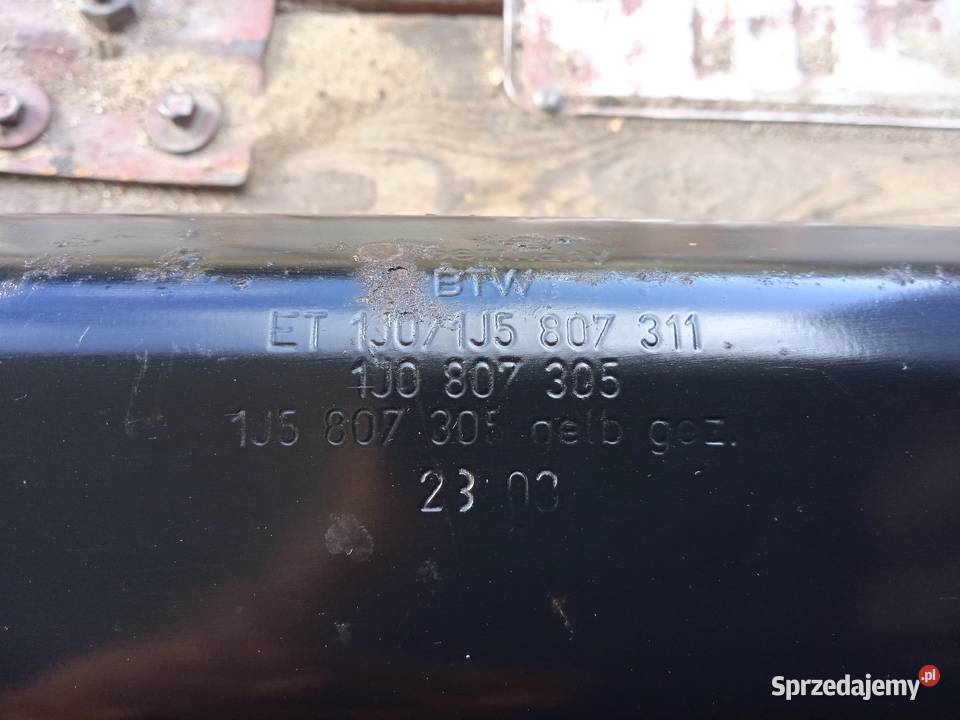 BTW
ET 1J0/1J5 807 311
1J0 807 305
1J5 807 305 gelb gez.
23 03
Sprzedajemy.pl